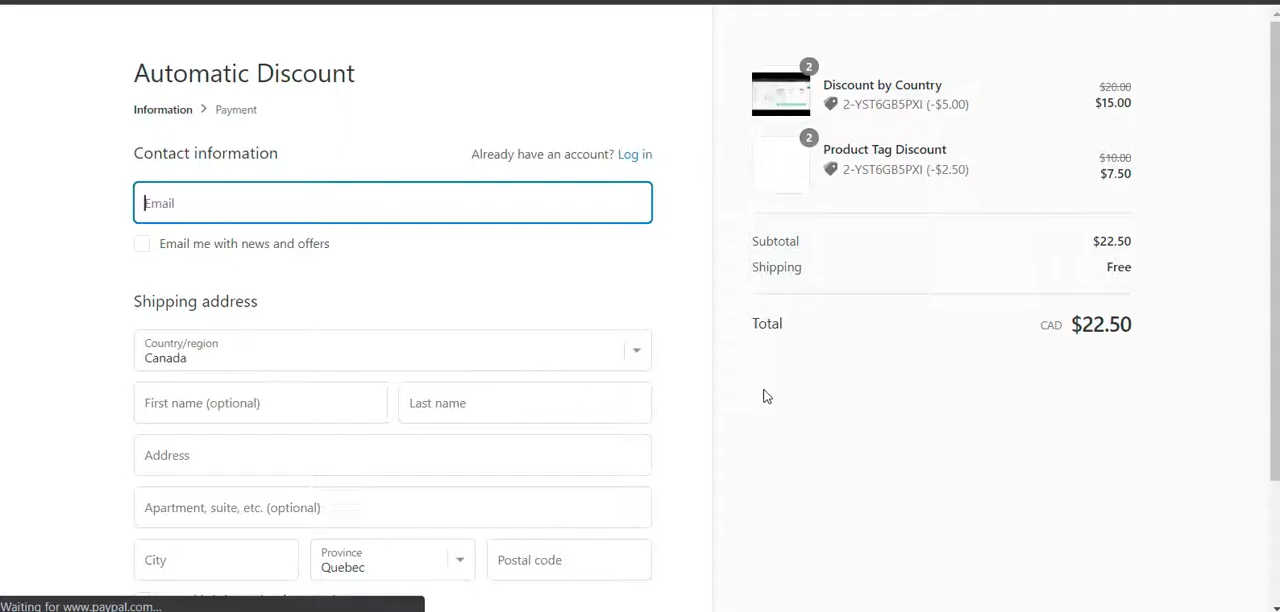 Automatic Discount
Information > Payment
Contact information
Already have an account? Log in
Email
Email me with news and offers
Shipping address
Country/region
Canada
First name (optional)
Last name
Address
Apartment, suite, etc. (optional)
City
Province
Quebec
Postal code
Waiting for www.paypal.com...
2
Discount by Country
$20.00
2-YST6GB5PXI (-$5.00)
$15.00
2
Product Tag Discount
$10.00
2-YST6GB5PXI (-$2.50)
$7.50
Subtotal
$22.50
Shipping
Free
Total
CAD $22.50